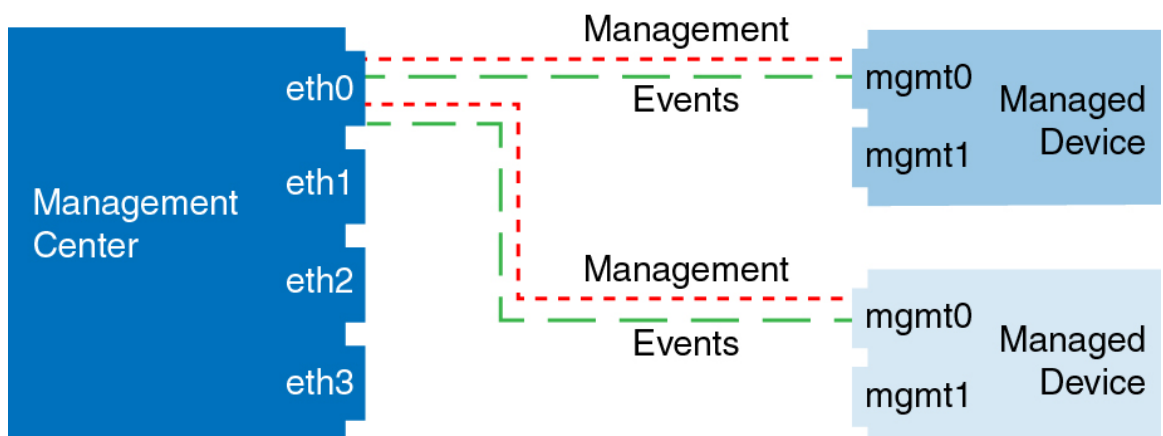 Management
Center
eth0
eth1
eth2
eth3
Management
Events
mgmt0
mgmt1
Managed
Device
Management
Events
mgmt0
mgmt1
Managed
Device